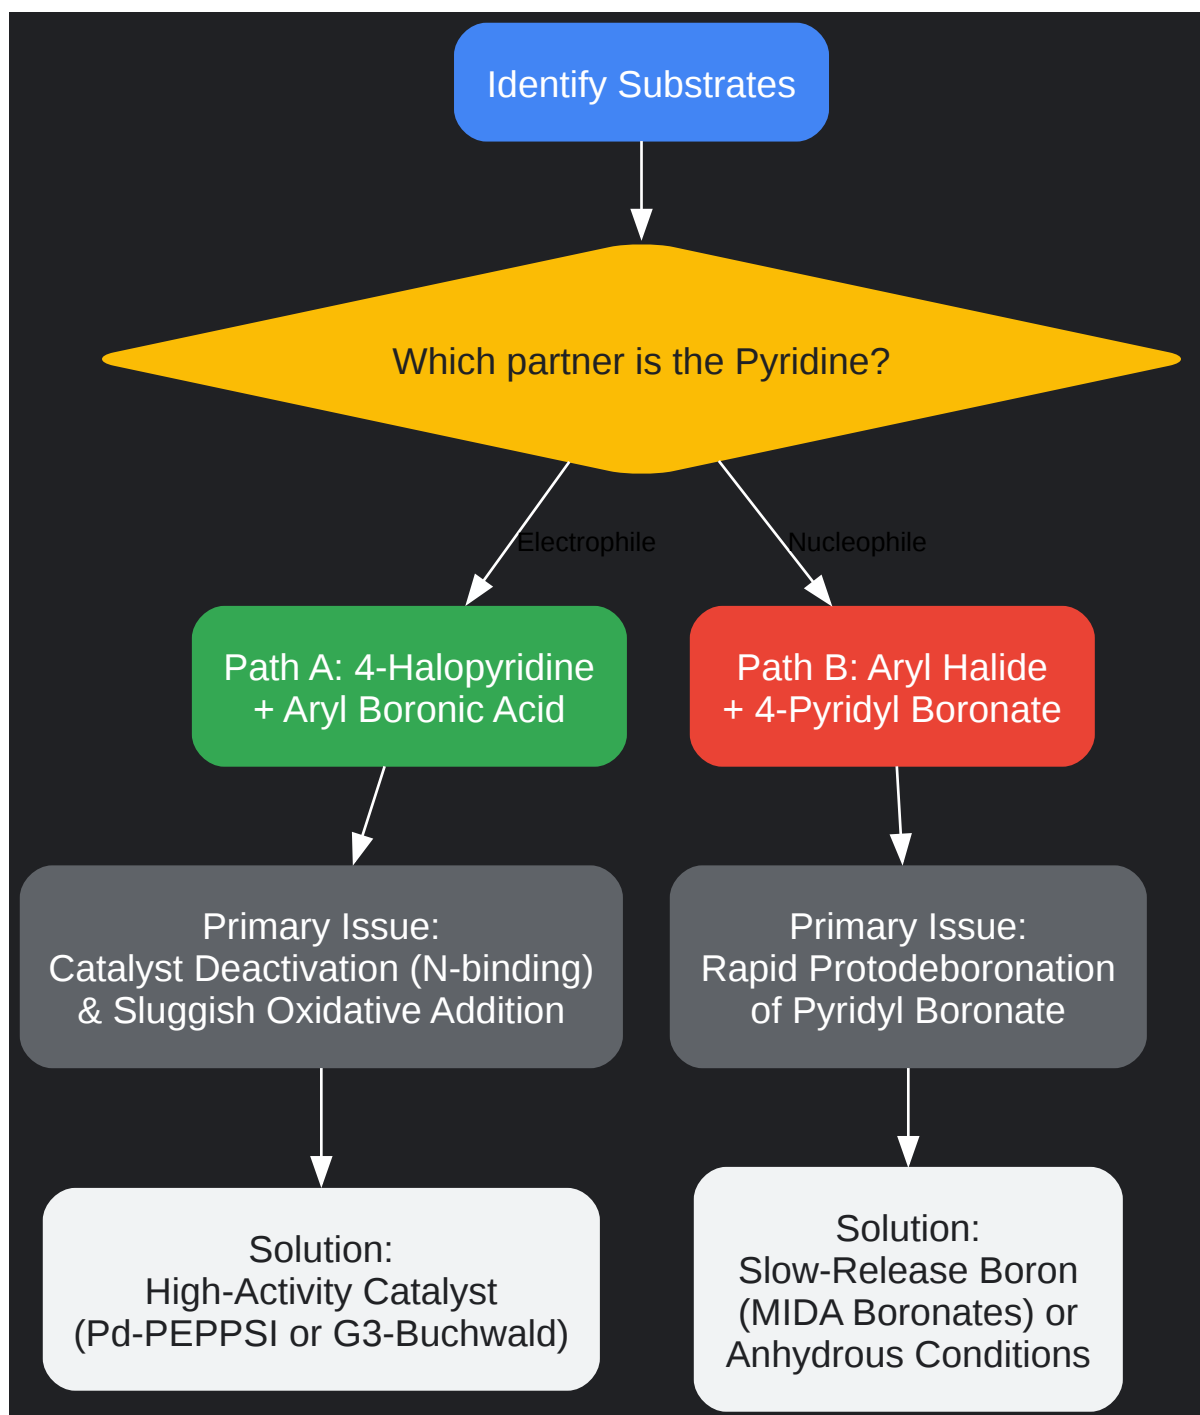 Identify Substrates
Which partner is the Pyridine?
Electrophile
Nucleophile
Path A: 4-Halopyridine
+ Aryl Boronic Acid
Path B: Aryl Halide
+ 4-Pyridyl Boronate
Primary Issue:
Catalyst Deactivation (N-binding)
& Sluggish Oxidative Addition
Primary Issue:
Rapid Protodeboronation
of Pyridyl Boronate
Solution:
High-Activity Catalyst
(Pd-PEPPSI or G3-Buchwald)
Solution:
Slow-Release Boron
(MIDA Boronates) or
Anhydrous Conditions